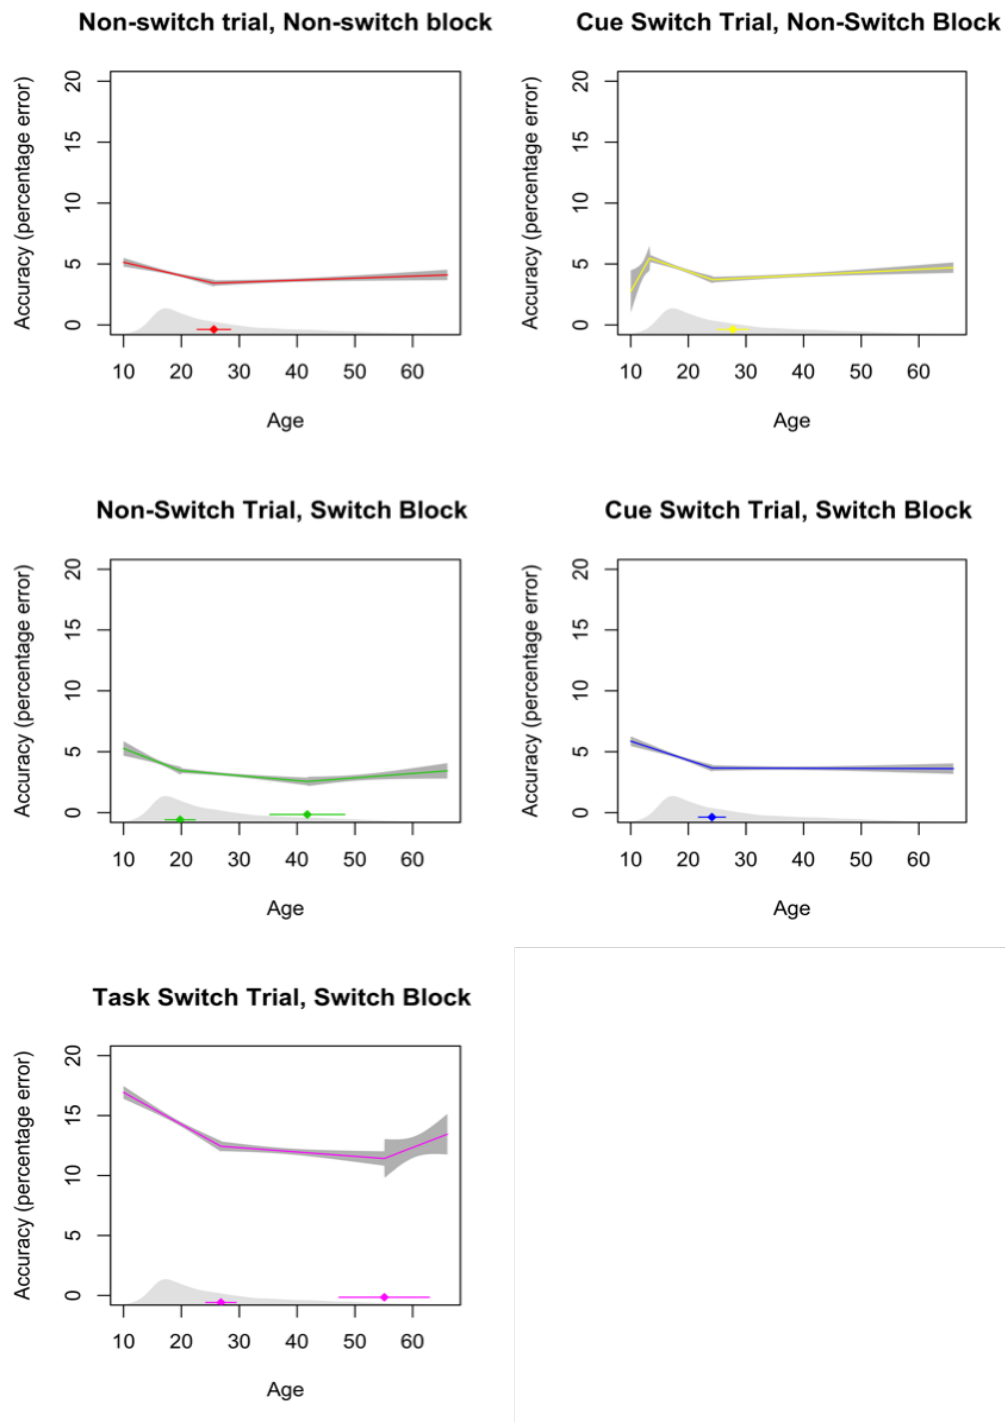 Non-switch trial, Non-switch block
Accuracy (percentage error)
20
15
10
5
0
10 20 30 40 50 60
Age
Cue Switch Trial, Non-Switch Block
Accuracy (percentage error)
20
15
10
5
0
10 20 30 40 50 60
Age
Non-Switch Trial, Switch Block
Accuracy (percentage error)
20
15
10
5
0
10 20 30 40 50 60
Age
Cue Switch Trial, Switch Block
Accuracy (percentage error)
20
15
10
5
0
10 20 30 40 50 60
Age
Task Switch Trial, Switch Block
Accuracy (percentage error)
20
15
10
5
0
10 20 30 40 50 60
Age